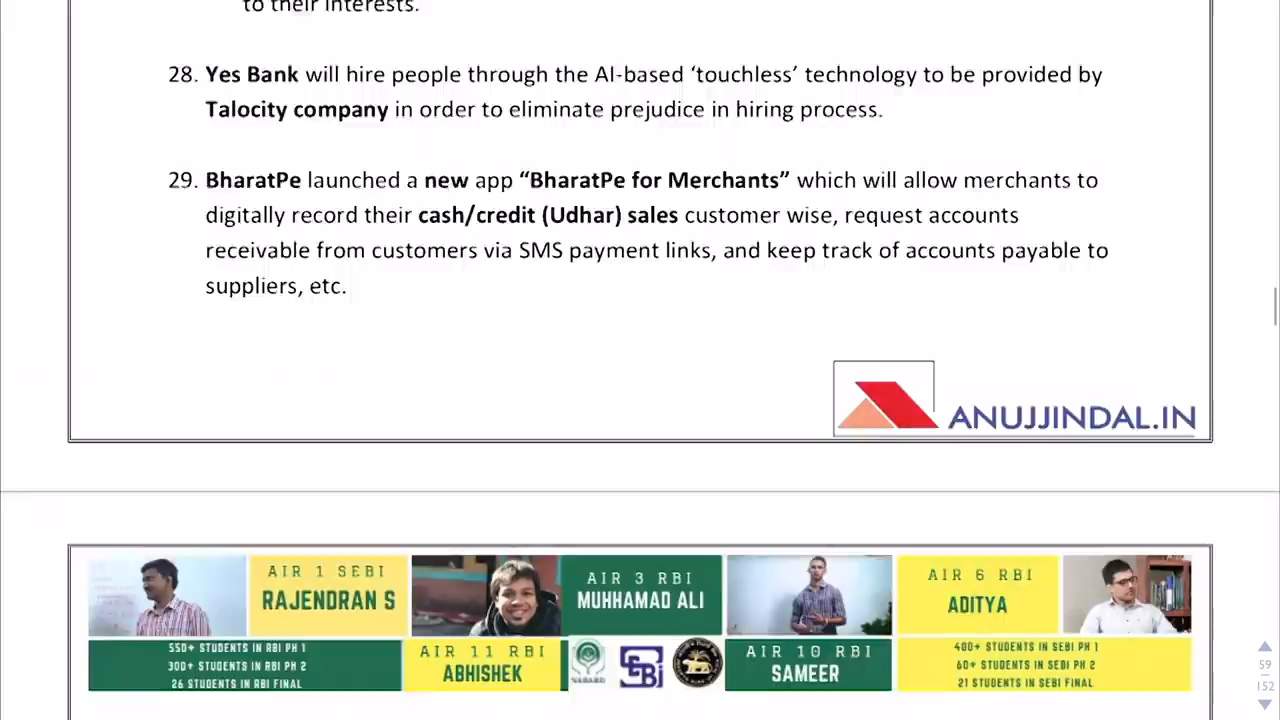 to their interests.
28. Yes Bank will hire people through the AI-based ‘touchless’ technology to be provided by
Talocity company in order to eliminate prejudice in hiring process.
29. BharatPe launched a new app “BharatPe for Merchants” which will allow merchants to
digitally record their cash/credit (Udhar) sales customer wise, request accounts
receivable from customers via SMS payment links, and keep track of accounts payable to
suppliers, etc.
ANUJJINDAL.IN
AIR 1 SEBI
RAJENDRAN S
AIR 3 RBI
MUHHAMAD ALI
AIR 6 RBI
ADITYA
550+ STUDENTS IN RBI PH 1
300+ STUDENTS IN RBI PH 2
26 STUDENTS IN RBI FINAL
AIR 11 RBI
ABHISHEK
SEBI
AIR 10 RBI
SAMEER
400+ STUDENTS IN SEBI PH 1
60+ STUDENTS IN SEBI PH 2
21 STUDENTS IN SEBI FINAL
59
152